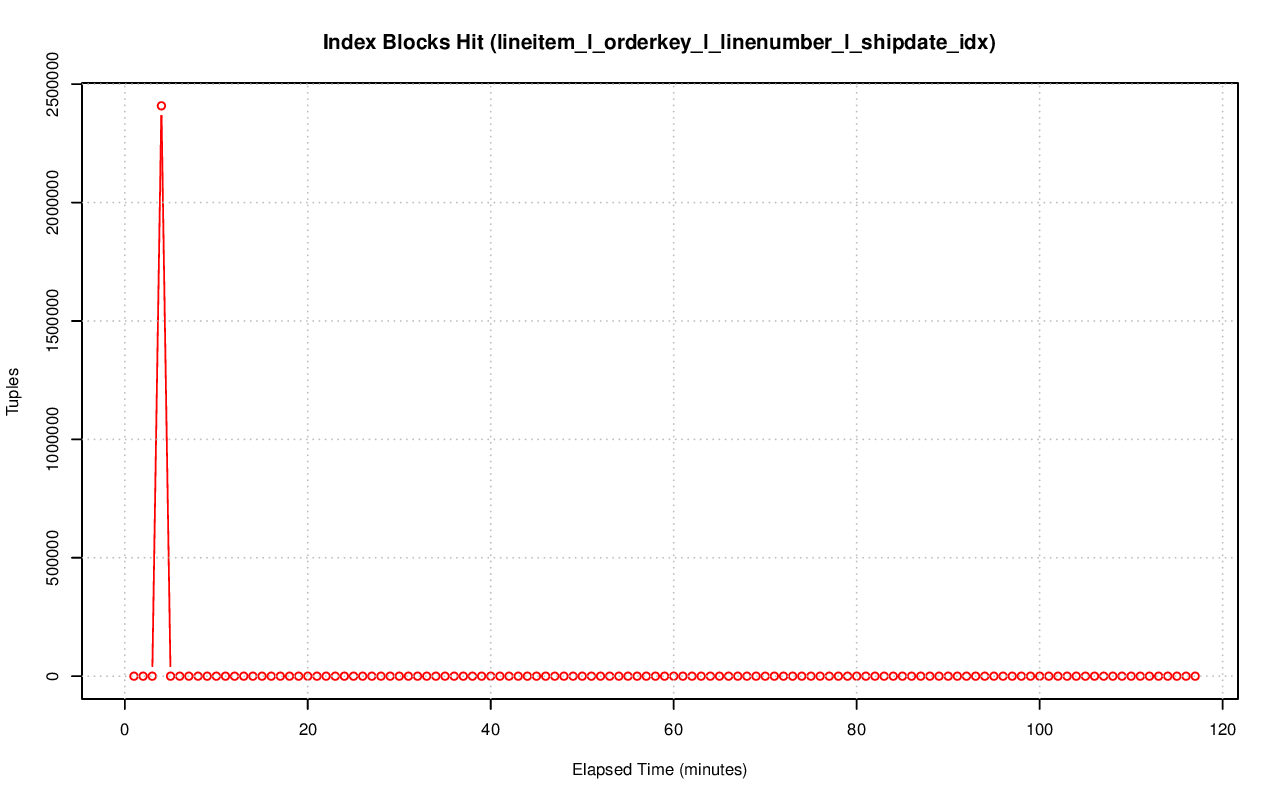 Index Blocks Hit (lineitem_l_orderkey_l_linenumber_l_shipdate_idx)
Tuples
2500000
2000000
1500000
1000000
500000
0
0 20 40 60 80 100 120
Elapsed Time (minutes)